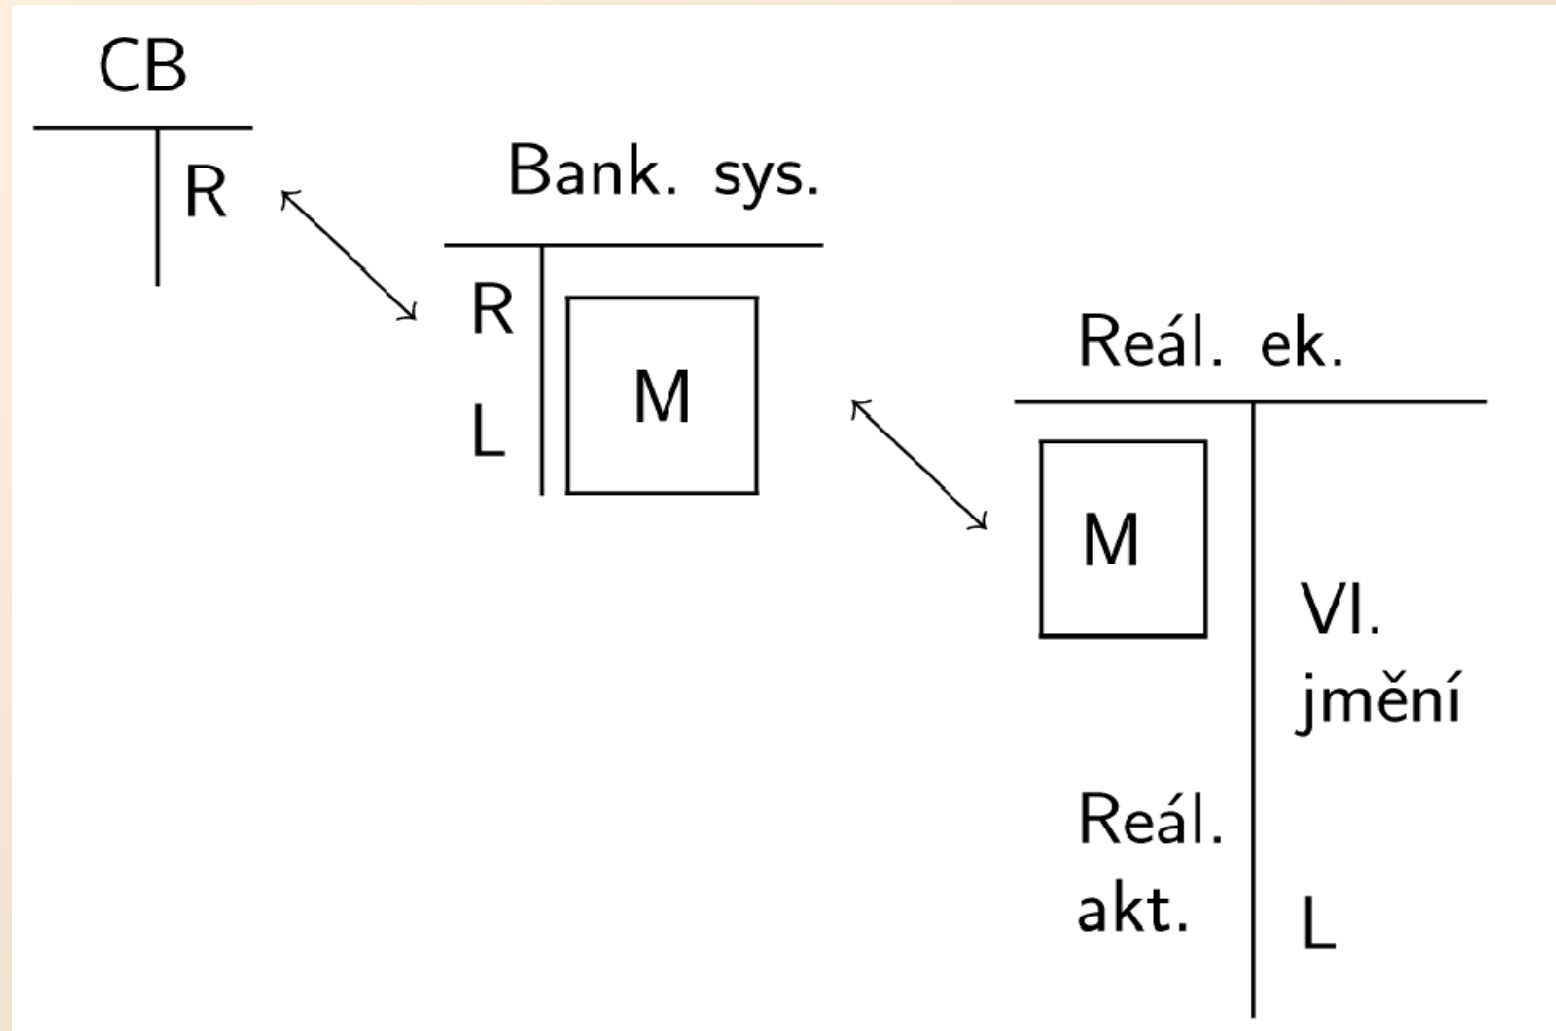 CB
R
Bank. sys.
R
M
L
Reál. ek.
M
Vl.
jmění
Reál.
akt.
L